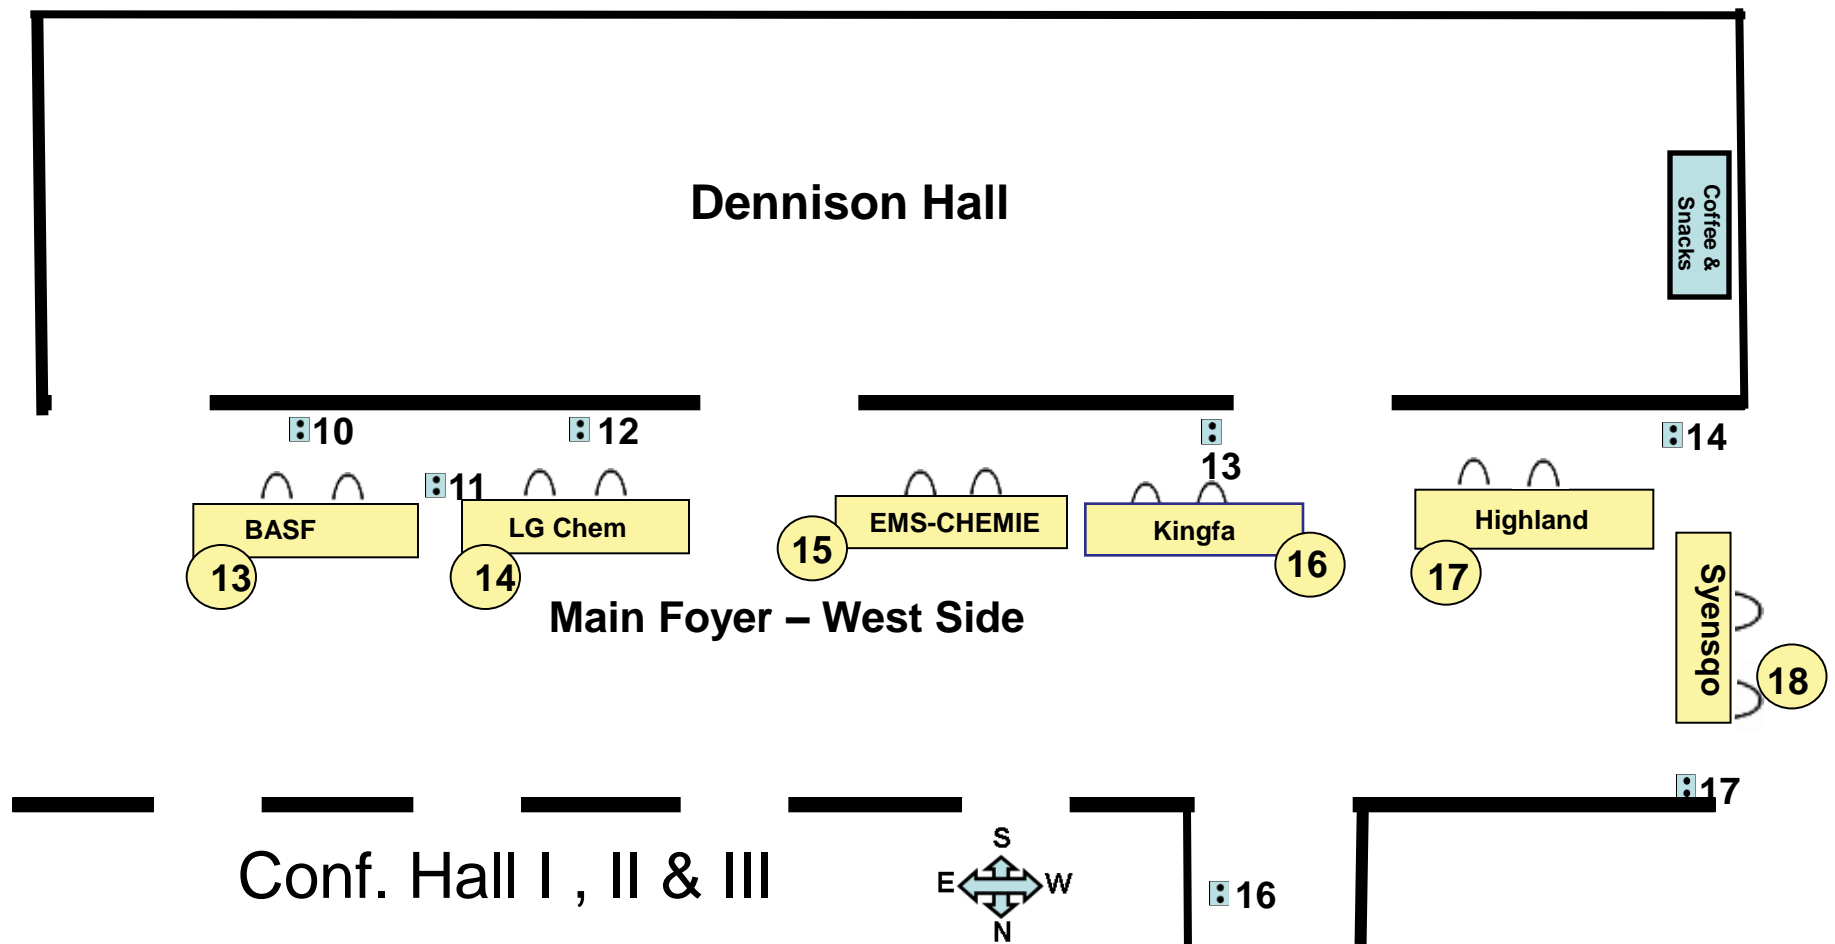 Dennison Hall
Coffee &
Snacks
10
12
14
11
13
BASF
LG Chem
EMS-CHEMIE
Kingfa
Highland
13
14
15
16
17
Syensqo
18
Main Foyer – West Side
17
Conf. Hall I , II & III
S
E
W
N
16